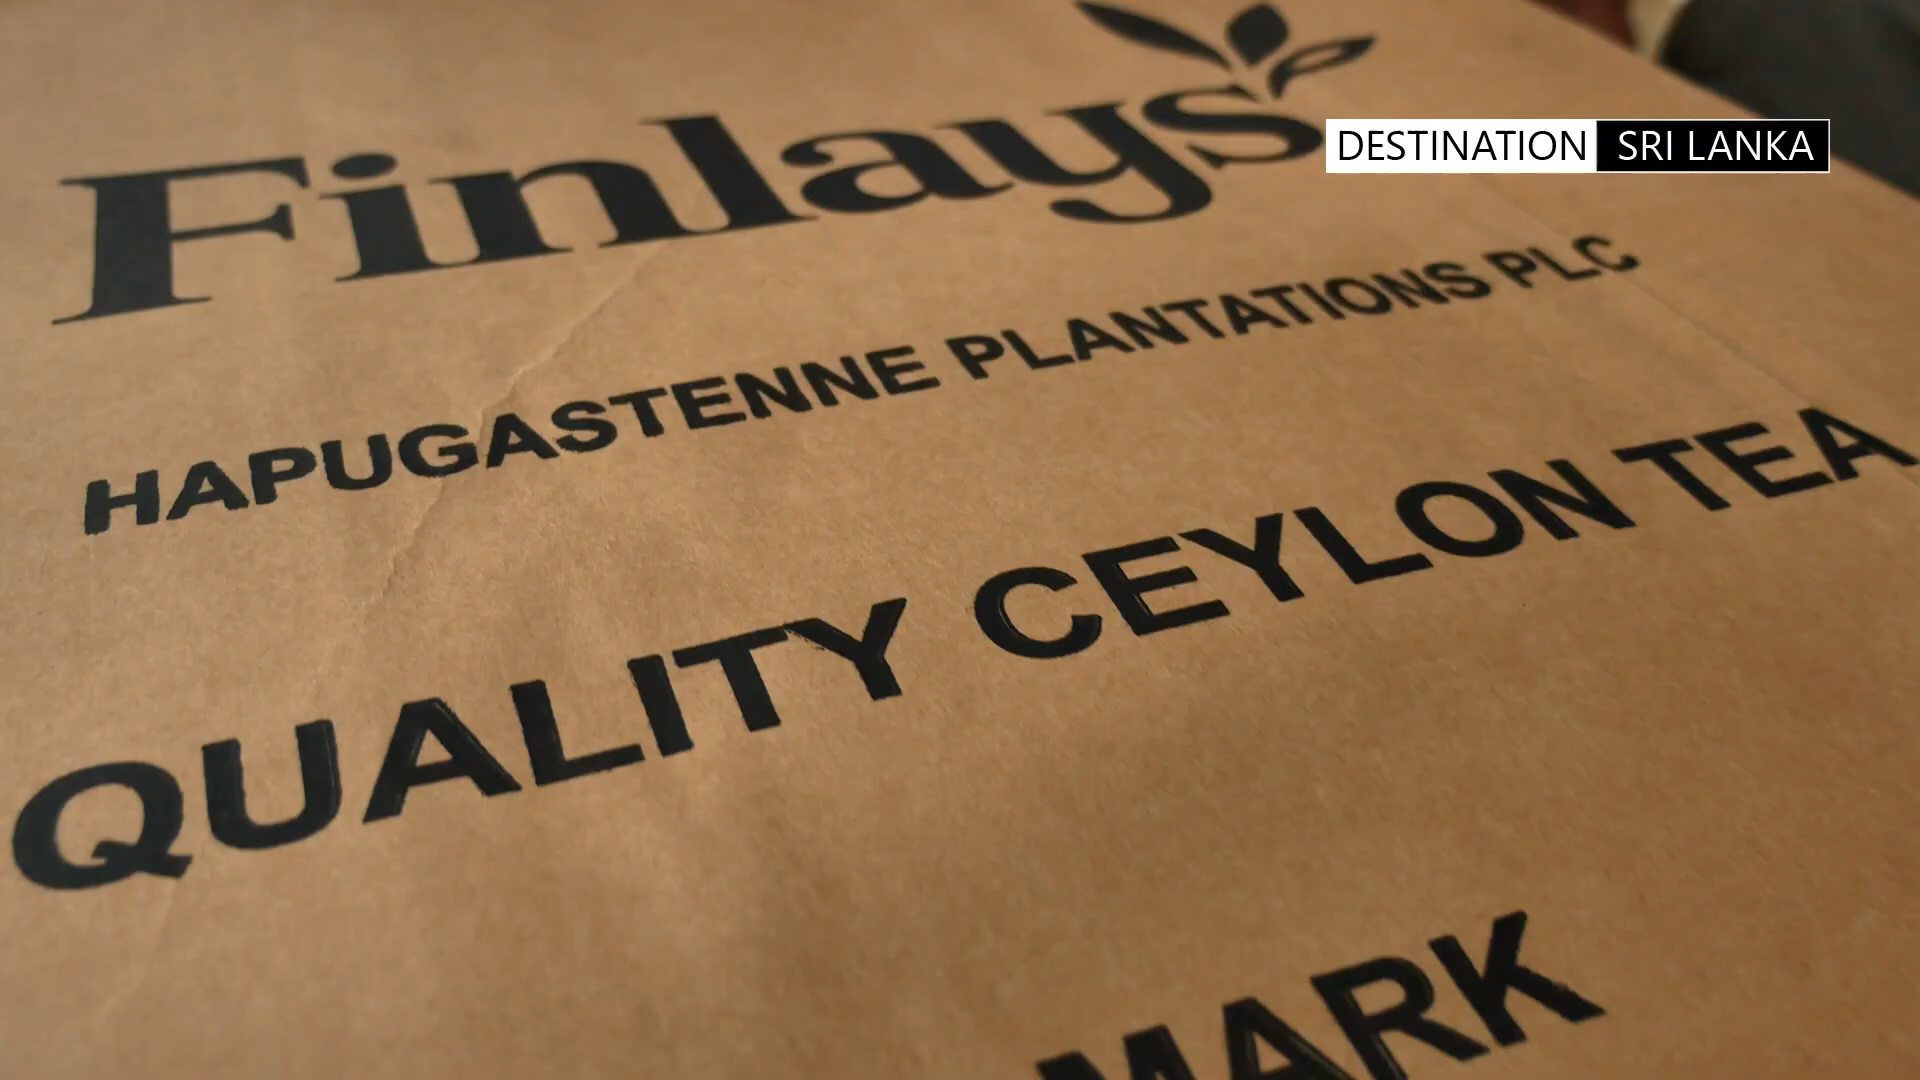 Finlays
DESTINATION SRI LANKA
HAPUGASTENNE PLANTATIONS PLC
QUALITY CEYLON TEA
MARK